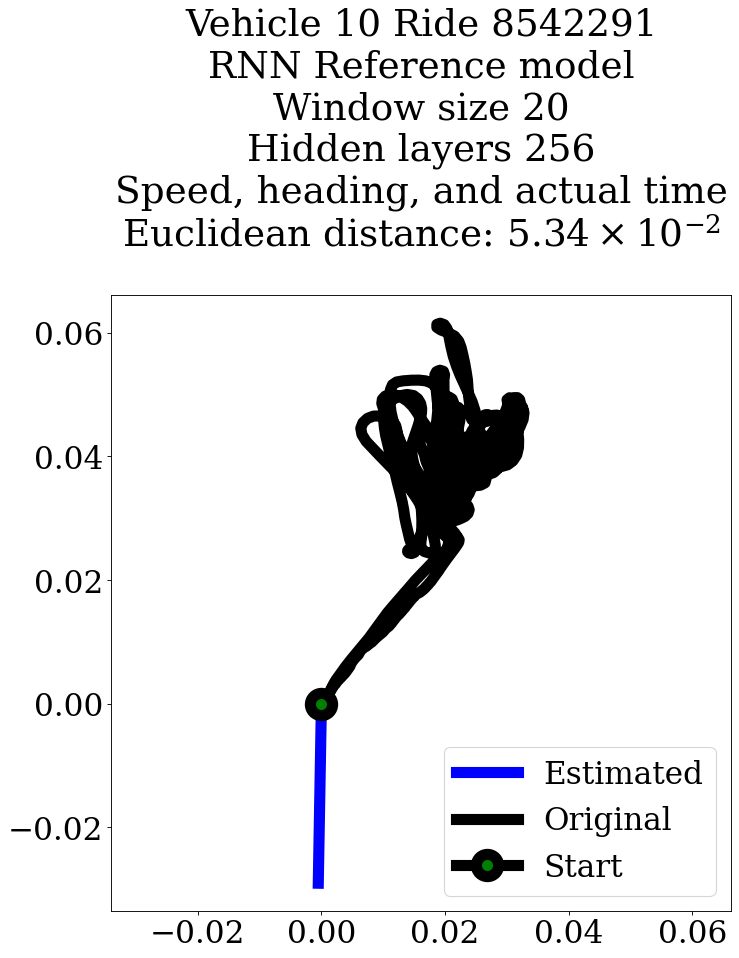 Vehicle 10 Ride 8542291
RNN Reference model
Window size 20
Hidden layers 256
Speed, heading, and actual time
Euclidean distance: 5.34 × 10⁻²
0.06
0.04
0.02
0.00
−0.02
Estimated
Original
Start
−0.02 0.00 0.02 0.04 0.06